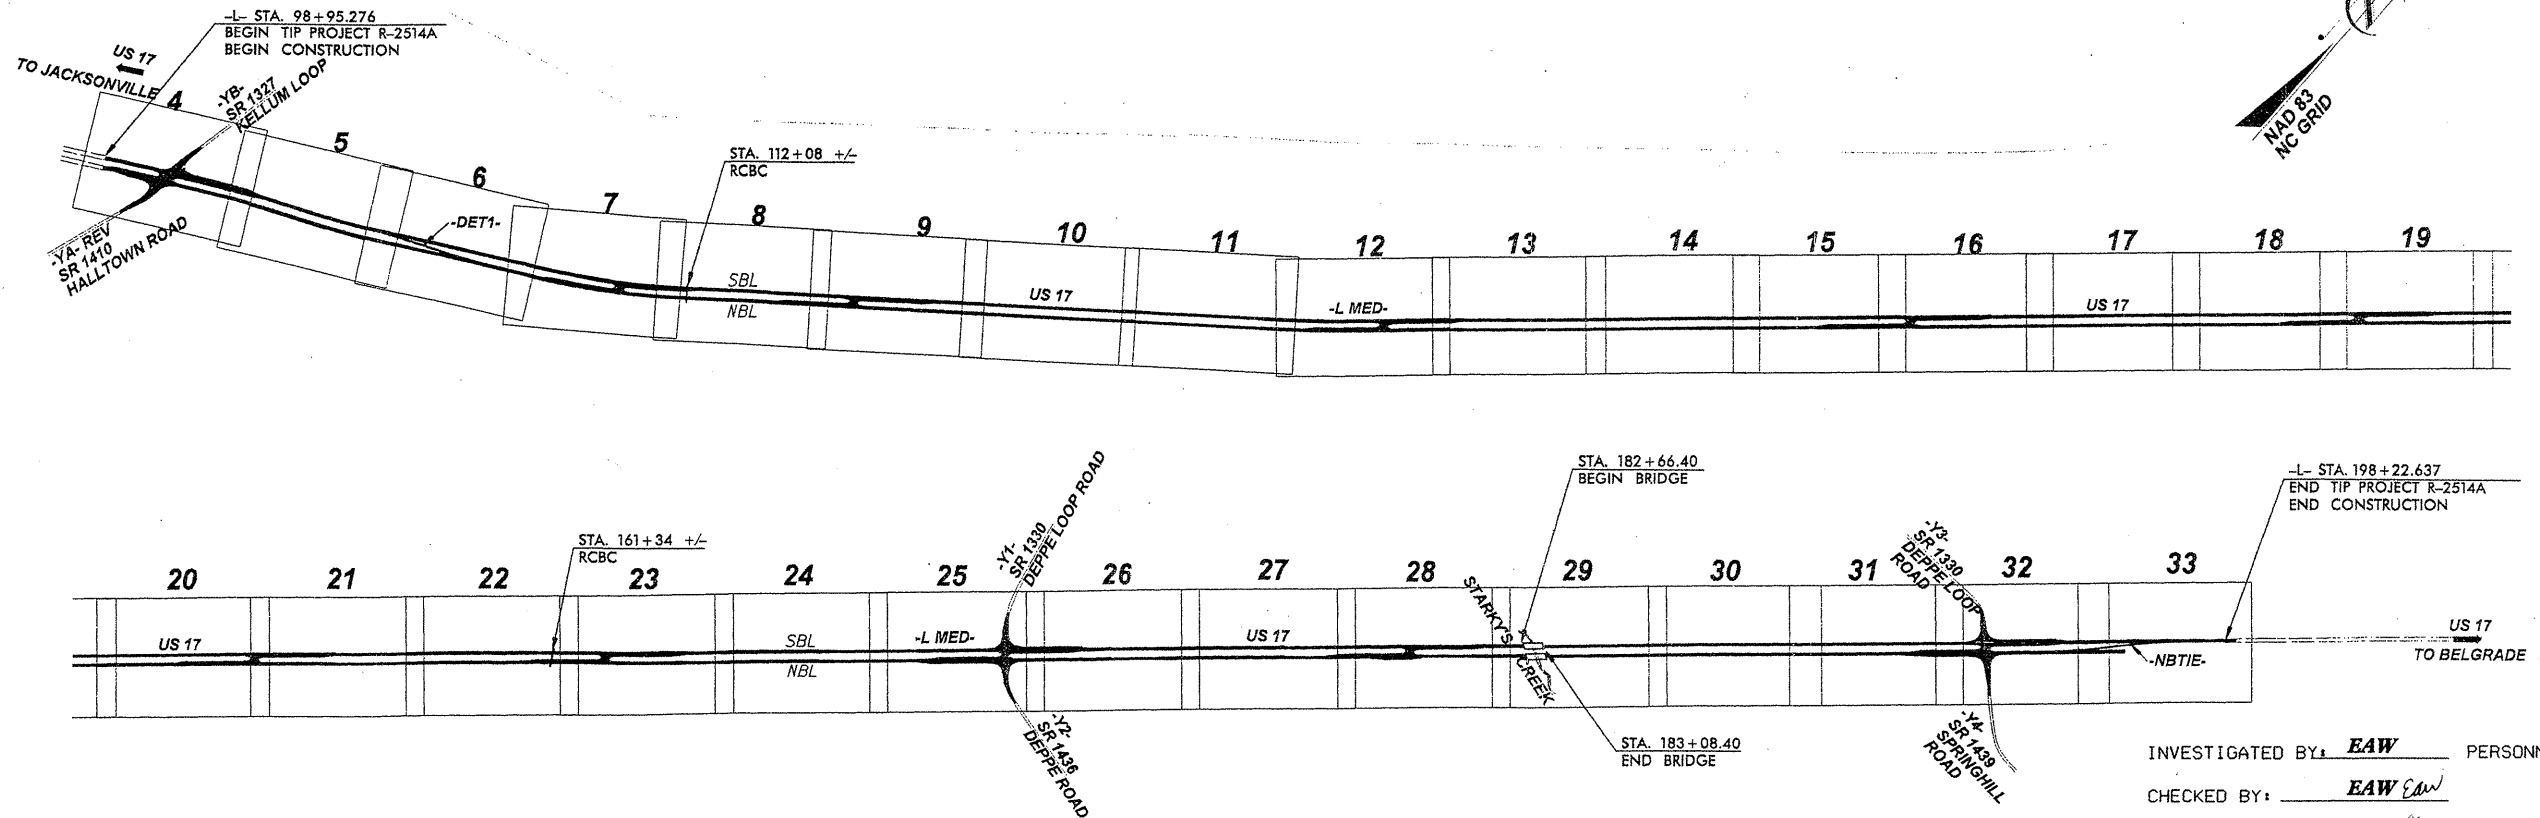 -L- STA. 98+95.276
BEGIN TIP PROJECT R-2514A
BEGIN CONSTRUCTION
US 17
TO JACKSONVILLE
-YB-
SR 1327
KELLUM LOOP
-YA- REV
SR 1410
HALLTOWN ROAD
4
5
6
7
8
9
10
11
12
13
14
15
16
17
18
19
-DET1-
STA. 112+08 +/-
RCBC
SBL
NBL
US 17
-L MED-
US 17
NAD 83
NC GRID
20
21
22
23
24
25
26
27
28
29
30
31
32
33
US 17
STA. 161+34 +/-
RCBC
SBL
NBL
-L MED-
-Y1-
SR 1330
DEPPE LOOP ROAD
-Y2-
SR 1436
DEPPE ROAD
US 17
STARKY'S
CREEK
STA. 182+66.40
BEGIN BRIDGE
STA. 183+08.40
END BRIDGE
-Y3-
SR 1330
DEPPE LOOP
ROAD
-Y4-
SR 1439
SPRINGHILL
ROAD
-L- STA. 198+22.637
END TIP PROJECT R-2514A
END CONSTRUCTION
-NBTIE-
US 17
TO BELGRADE
INVESTIGATED BY: EAW PERSONN
CHECKED BY: EAW Eaw